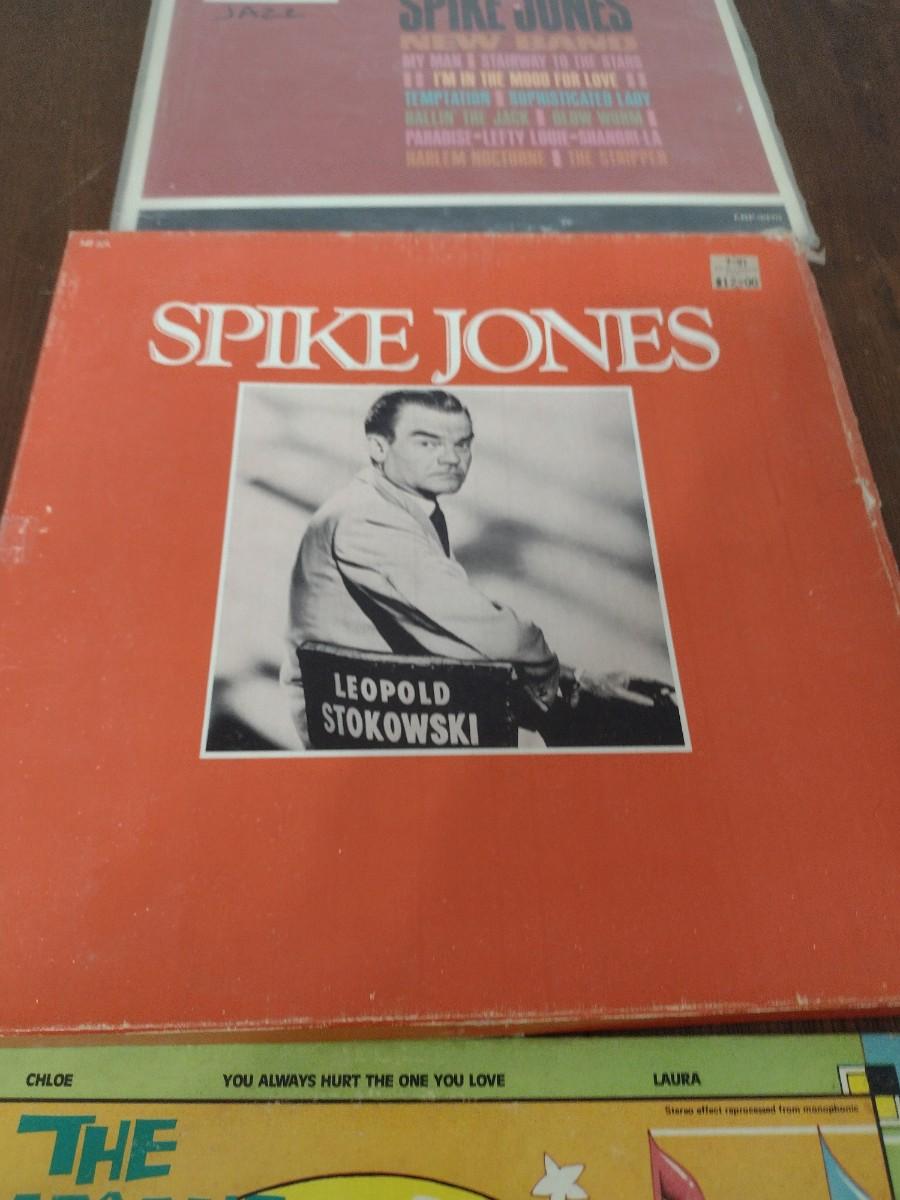 JAZZ
SPIKE JONES
NEW BAND
MY MAN STAIRWAY TO THE STARS
I'M IN THE MOOD FOR LOVE
TEMPTATION SOPHISTICATED LADY
BALLIN' THE JACK GLOW WORM
PARADISE-LETTY LOUIE-SHANGRI-LA
HARLEM NOCTURNE THE STRIPPER
SPIKE JONES
LEOPOLD
STOKOWSKI
CHLOE YOU ALWAYS HURT THE ONE YOU LOVE LAURA
Stereo effect reprocessed from monophonic
THE